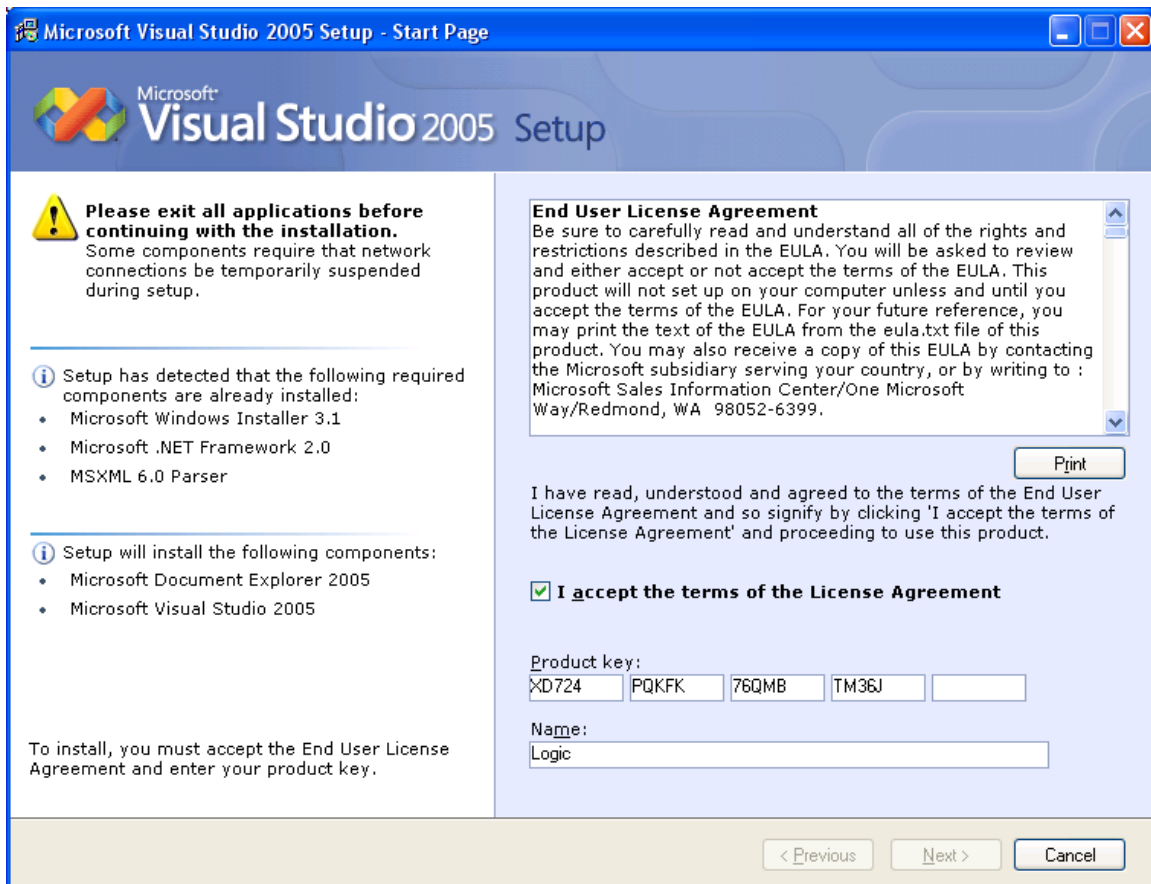 Microsoft Visual Studio 2005 Setup - Start Page
Microsoft
Visual Studio 2005 Setup
Please exit all applications before
continuing with the installation.
Some components require that network
connections be temporarily suspended
during setup.
Setup has detected that the following required
components are already installed:
Microsoft Windows Installer 3.1
Microsoft .NET Framework 2.0
MSXML 6.0 Parser
Setup will install the following components:
Microsoft Document Explorer 2005
Microsoft Visual Studio 2005
To install, you must accept the End User License
Agreement and enter your product key.
End User License Agreement
Be sure to carefully read and understand all of the rights and
restrictions described in the EULA. You will be asked to review
and either accept or not accept the terms of the EULA. This
product will not set up on your computer unless and until you
accept the terms of the EULA. For your future reference, you
may print the text of the EULA from the eula.txt file of this
product. You may also receive a copy of this EULA by contacting
the Microsoft subsidiary serving your country, or by writing to :
Microsoft Sales Information Center/One Microsoft
Way/Redmond, WA  98052-6399.
Print
I have read, understood and agreed to the terms of the End User
License Agreement and so signify by clicking 'I accept the terms of
the License Agreement' and proceeding to use this product.
I accept the terms of the License Agreement
Product key:
XD724 PQKFK 76QMB TM36J
Name:
Logic
< Previous Next > Cancel